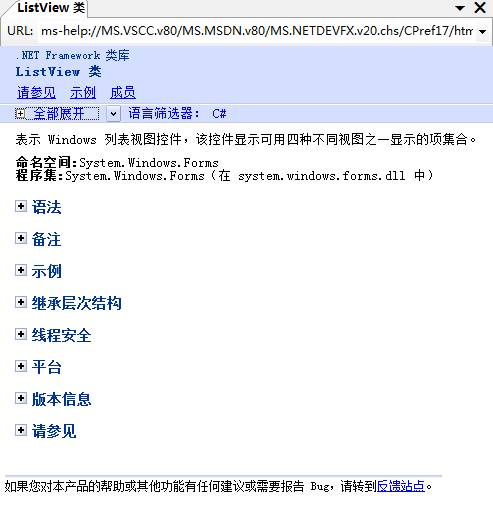 ListView 类
URL: ms-help://MS.VSCC.v80/MS.MSDN.v80/MS.NETDEVFX.v20.chs/CPref17/htm
.NET Framework 类库
ListView 类
请参见 示例 成员
全部展开 语言筛选器: C#
表示 Windows 列表视图控件，该控件显示可用四种不同视图之一显示的项集合。
命名空间:System.Windows.Forms
程序集:System.Windows.Forms（在 system.windows.forms.dll 中）
语法
备注
示例
继承层次结构
线程安全
平台
版本信息
请参见
如果您对本产品的帮助或其他功能有任何建议或需要报告 Bug，请转到反馈站点。